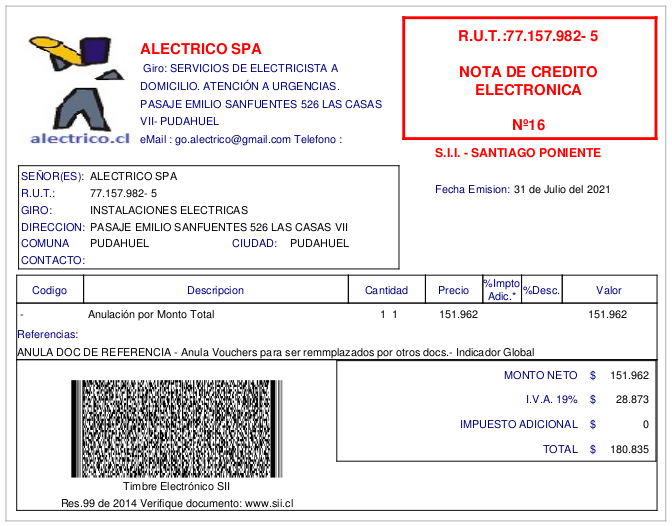 alectrico.cl
ALECTRICO SPA
Giro: SERVICIOS DE ELECTRICISTA A
DOMICILIO. ATENCIÓN A URGENCIAS.
PASAJE EMILIO SANFUENTES 526 LAS CASAS
VII- PUDAHUEL
eMail : go.alectrico@gmail.com Telefono :
R.U.T.:77.157.982- 5
NOTA DE CREDITO
ELECTRONICA
Nº16
S.I.I. - SANTIAGO PONIENTE
Fecha Emision: 31 de Julio del 2021
SEÑOR(ES): ALECTRICO SPA
R.U.T.: 77.157.982- 5
GIRO: INSTALACIONES ELECTRICAS
DIRECCION: PASAJE EMILIO SANFUENTES 526 LAS CASAS VII
COMUNA PUDAHUEL CIUDAD: PUDAHUEL
CONTACTO:
Codigo Descripcion Cantidad Precio %Impto Adic.* %Desc. Valor
- Anulación por Monto Total 1 1 151.962 151.962
Referencias:
ANULA DOC DE REFERENCIA - Anula Vouchers para ser remmplazados por otros docs.- Indicador Global
MONTO NETO $ 151.962
I.V.A. 19% $ 28.873
IMPUESTO ADICIONAL $ 0
TOTAL $ 180.835
Timbre Electrónico SII
Res.99 de 2014 Verifique documento: www.sii.cl